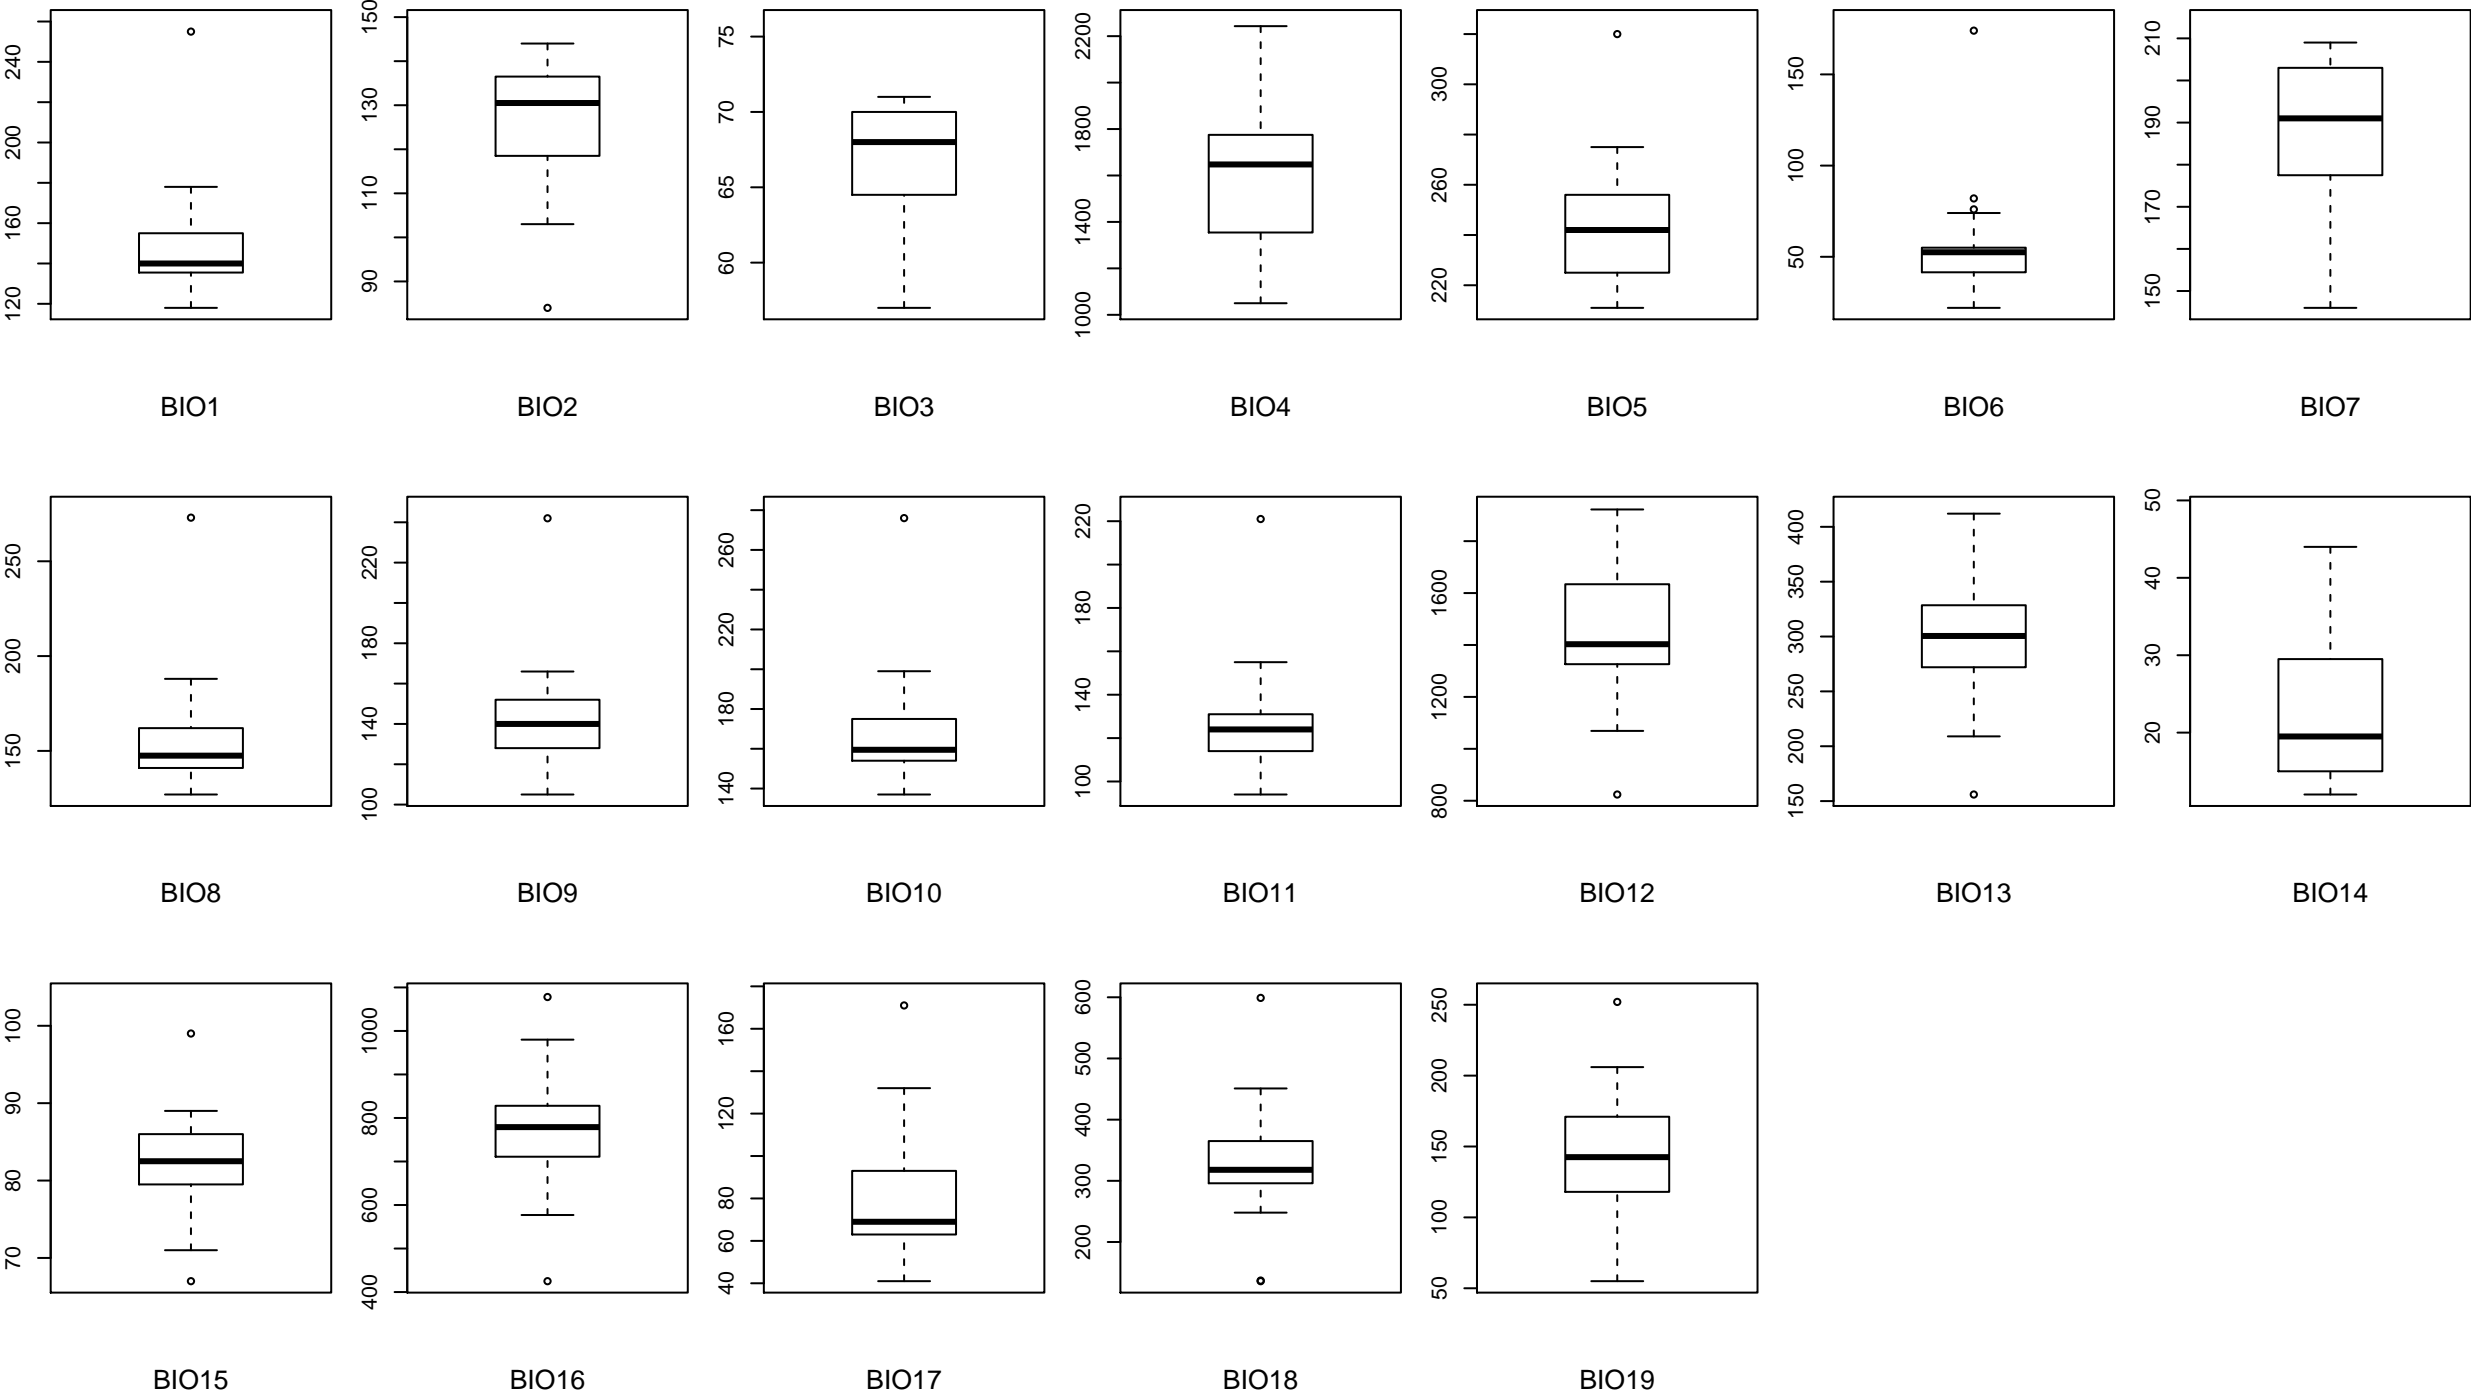 120 160 200 240
90 110 130 150
60 65 70 75
1000 1400 1800 2200
220 260 300
50 100 150
150 170 190 210
BIO1 BIO2 BIO3 BIO4 BIO5 BIO6 BIO7
150 200 250
100 140 180 220
140 180 220 260
100 140 180 220
800 1200 1600
150 200 250 300 350 400
20 30 40 50
BIO8 BIO9 BIO10 BIO11 BIO12 BIO13 BIO14
70 80 90 100
400 600 800 1000
40 60 80 120 160
200 300 400 500 600
50 100 150 200 250
BIO15 BIO16 BIO17 BIO18 BIO19